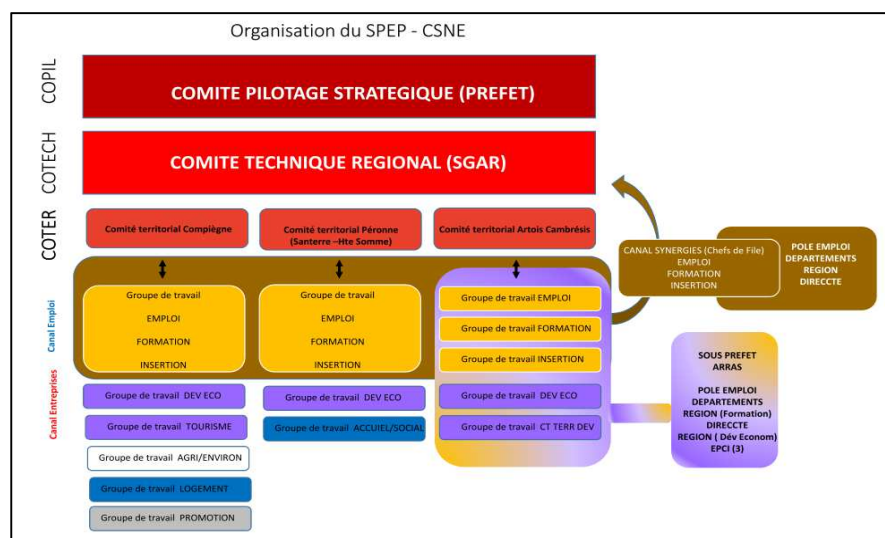 Organisation du SPEP - CSNE
COPIL
COMITE PILOTAGE STRATEGIQUE (PREFET)
COTECH
COMITE TECHNIQUE REGIONAL (SGAR)
COTER
Comité territorial Compiègne
Comité territorial Péronne
(Santerre –Hte Somme)
Comité territorial Artois Cambrésis
CANAL SYNERGIES (Chefs de File)
EMPLOI
FORMATION
INSERTION
POLE EMPLOI
DEPARTEMENTS
REGION
DIRECCTE
Canal Emploi
Groupe de travail
EMPLOI
FORMATION
INSERTION
Groupe de travail
EMPLOI
FORMATION
INSERTION
Groupe de travail EMPLOI
Groupe de travail FORMATION
Groupe de travail INSERTION
Canal Entreprises
Groupe de travail DEV ECO
Groupe de travail TOURISME
Groupe de travail AGRI/ENVIRON
Groupe de travail LOGEMENT
Groupe de travail PROMOTION
Groupe de travail DEV ECO
Groupe de travail ACCUIEL/SOCIAL
Groupe de travail DEV ECO
Groupe de travail CT TERR DEV
SOUS PREFET
ARRAS
POLE EMPLOI
DEPARTEMENTS
REGION (Formation)
DIRECCTE
REGION ( Dév Econom)
EPCI (3)